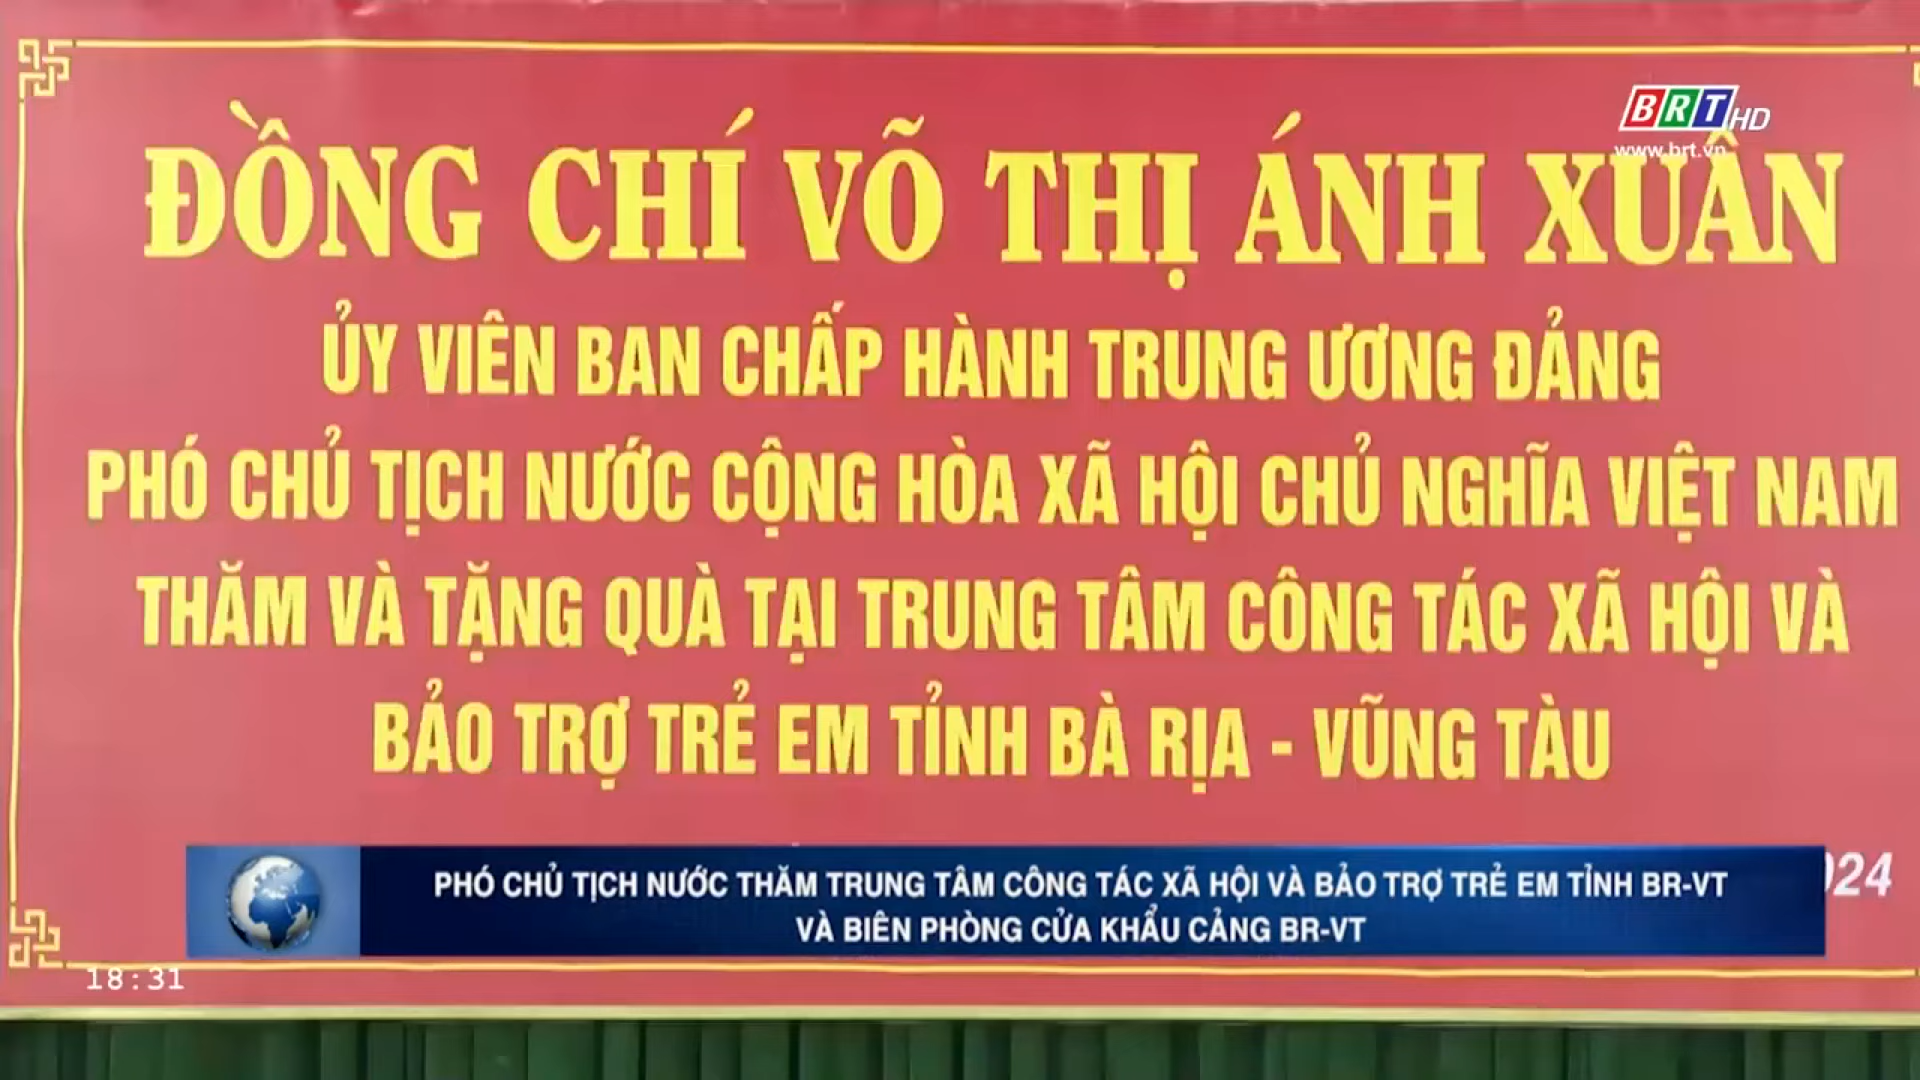 BRT HD
www.brt.vn
ĐỒNG CHÍ VÕ THỊ ÁNH XUÂN
ỦY VIÊN BAN CHẤP HÀNH TRUNG ƯƠNG ĐẢNG
PHÓ CHỦ TỊCH NƯỚC CỘNG HÒA XÃ HỘI CHỦ NGHĨA VIỆT NAM
THĂM VÀ TẶNG QUÀ TẠI TRUNG TÂM CÔNG TÁC XÃ HỘI VÀ
BẢO TRỢ TRẺ EM TỈNH BÀ RỊA - VŨNG TÀU
PHÓ CHỦ TỊCH NƯỚC THĂM TRUNG TÂM CÔNG TÁC XÃ HỘI VÀ BẢO TRỢ TRẺ EM TỈNH BR-VT
VÀ BIÊN PHÒNG CỬA KHẨU CẢNG BR-VT
18:31